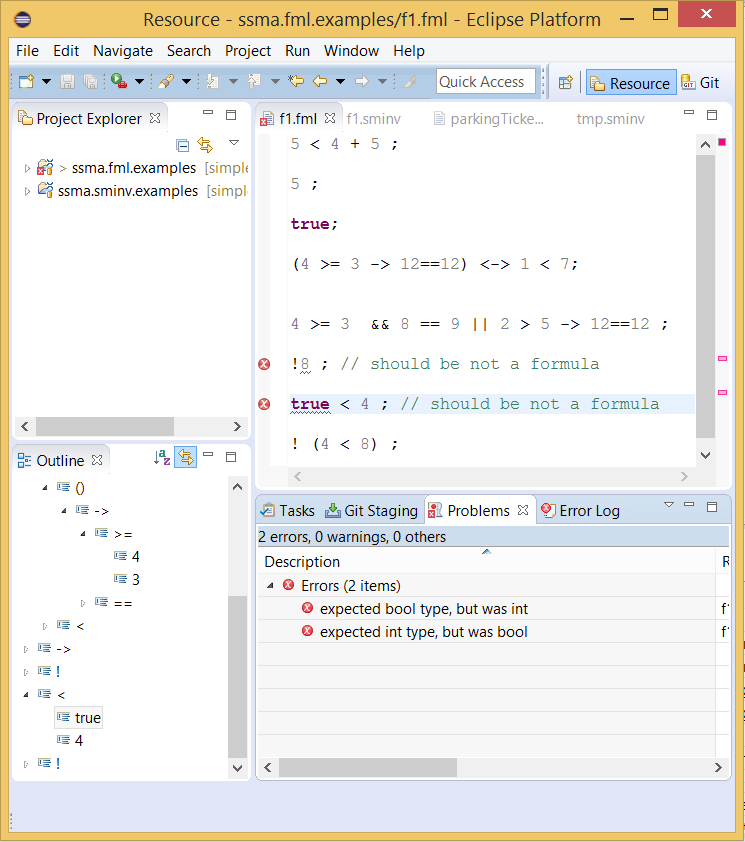 Resource - ssma.fml.examples/f1.fml - Eclipse Platform
File Edit Navigate Search Project Run Window Help
Quick Access
Resource
Git
Project Explorer
> ssma.fml.examples [simple
ssma.sminv.examples [simpl
f1.fml
f1.sminv
parkingTicke...
tmp.sminv
5 < 4 + 5 ;
5 ;
true;
(4 >= 3 -> 12==12) <-> 1 < 7;
4 >= 3  && 8 == 9 || 2 > 5 -> 12==12 ;
!8 ; // should be not a formula
true < 4 ; // should be not a formula
! (4 < 8) ;
Outline
()
->
>=
4
3
==
<
->
!
<
true
4
!
Tasks
Git Staging
Problems
Error Log
2 errors, 0 warnings, 0 others
Description
R
Errors (2 items)
expected bool type, but was int
expected int type, but was bool